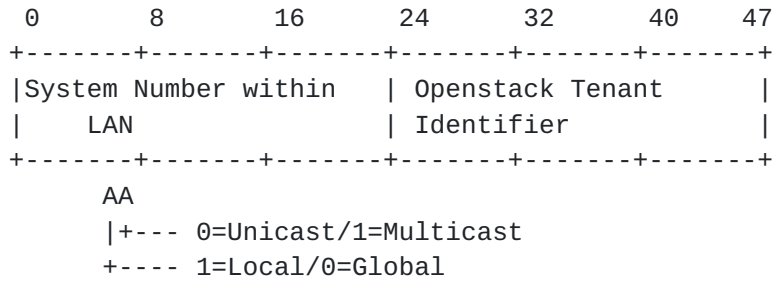 0       8       16      24      32      40    47
+-------+-------+-------+-------+-------+-------+
|System Number within   | Openstack Tenant      |
|    LAN                | Identifier            |
+-------+-------+-------+-------+-------+-------+
      AA
      |+--- 0=Unicast/1=Multicast
      +---- 1=Local/0=Global